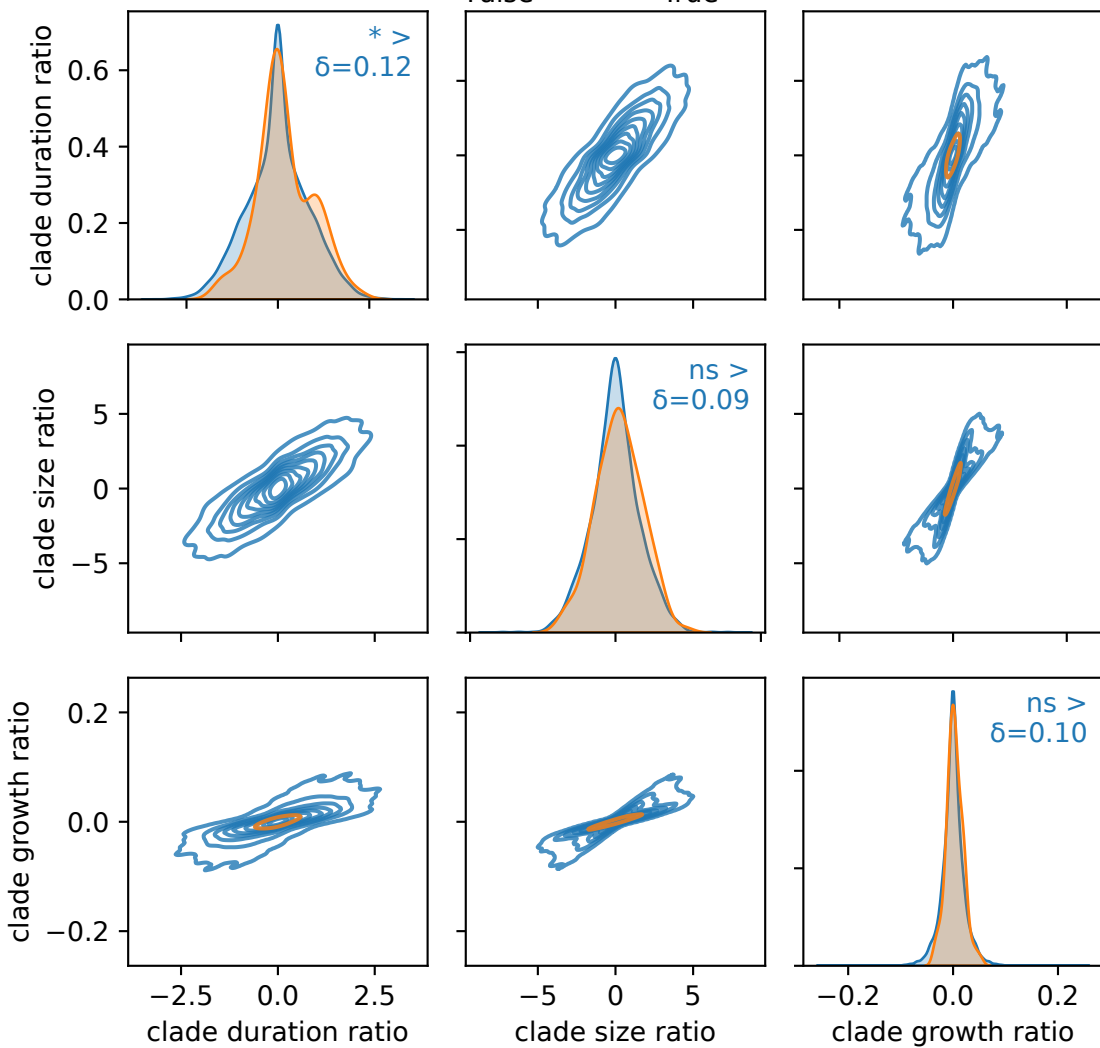 clade duration ratio
0.6
0.4
0.2
0.0
* >
δ=0.12
clade size ratio
5
0
−5
ns >
δ=0.09
clade growth ratio
0.2
0.0
−0.2
ns >
δ=0.10
−2.5 0.0 2.5
−5 0 5
−0.2 0.0 0.2
clade duration ratio
clade size ratio
clade growth ratio